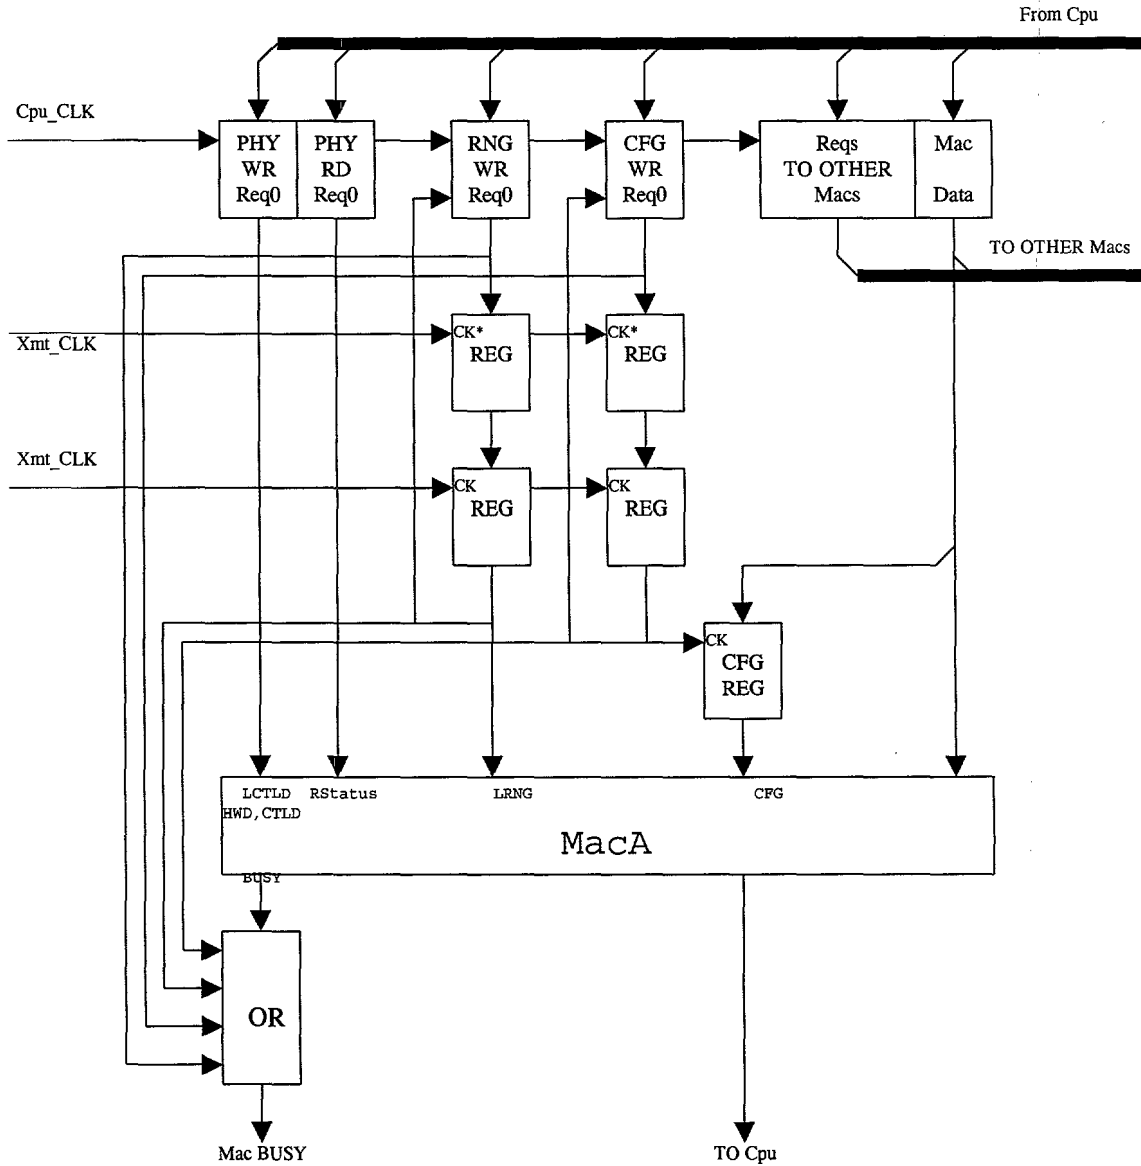 From Cpu
Cpu_CLK
PHY
WR
Req0
PHY
RD
Req0
RNG
WR
Req0
CFG
WR
Req0
Reqs
TO OTHER
Macs
Mac
Data
TO OTHER Macs
Xmt_CLK
CK*
REG
CK*
REG
Xmt_CLK
CK
REG
CK
REG
CK
CFG
REG
LCTLD
HWD,CTLD
RStatus
LRNG
CFG
MacA
BUSY
OR
Mac BUSY
TO Cpu